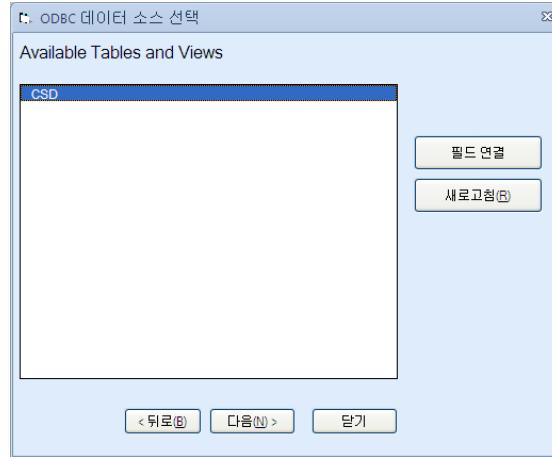 ODBC 데이터 소스 선택
Available Tables and Views
CSD
필드 연결
새로고침(R)
< 뒤로(B)
다음(N) >
닫기